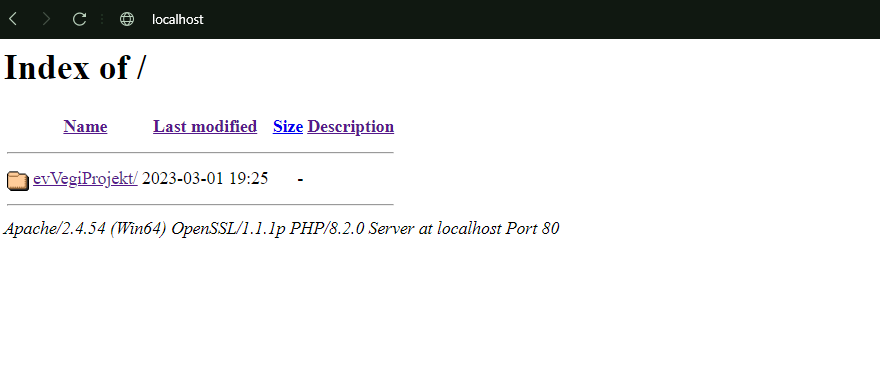 localhost
Index of /
Name Last modified Size Description
evVegiProjekt/ 2023-03-01 19:25 -
Apache/2.4.54 (Win64) OpenSSL/1.1.1p PHP/8.2.0 Server at localhost Port 80